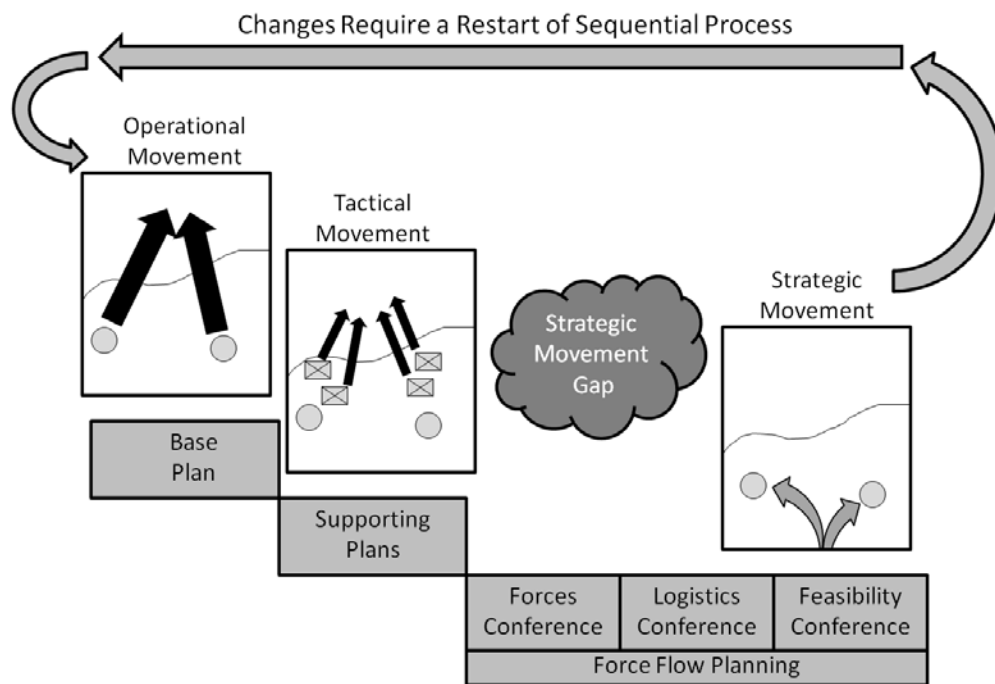 Changes Require a Restart of Sequential Process
Operational
Movement
Tactical
Movement
Strategic
Movement
Gap
Strategic
Movement
Base
Plan
Supporting
Plans
Forces
Conference
Logistics
Conference
Feasibility
Conference
Force Flow Planning